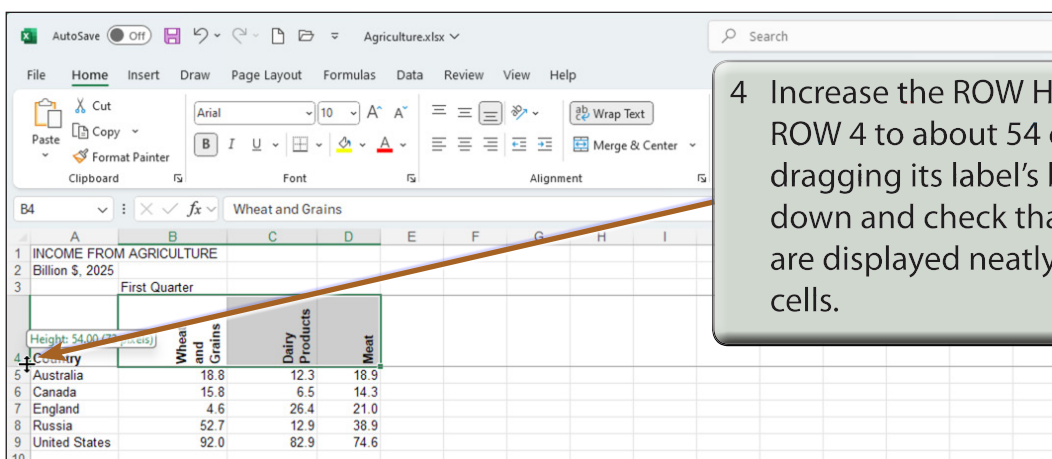 AutoSave Off Agriculture.xlsx Search
File Home Insert Draw Page Layout Formulas Data Review View Help
Cut
Copy
Format Painter
Paste
Clipboard
Arial 10 A A
B I U A
Font
ab Wrap Text
Merge & Center
Alignment
B4 fx Wheat and Grains
A B C D E F G H I
1 INCOME FROM AGRICULTURE
2 Billion $, 2025
3 First Quarter
Height: 54.00
4 Country Wheat and Grains Dairy Products Meat
5 Australia 18.8 12.3 18.9
6 Canada 15.8 6.5 14.3
7 England 4.6 26.4 21.0
8 Russia 52.7 12.9 38.9
9 United States 92.0 82.9 74.6
10
4 Increase the ROW H
ROW 4 to about 54
dragging its label's
down and check tha
are displayed neatly
cells.